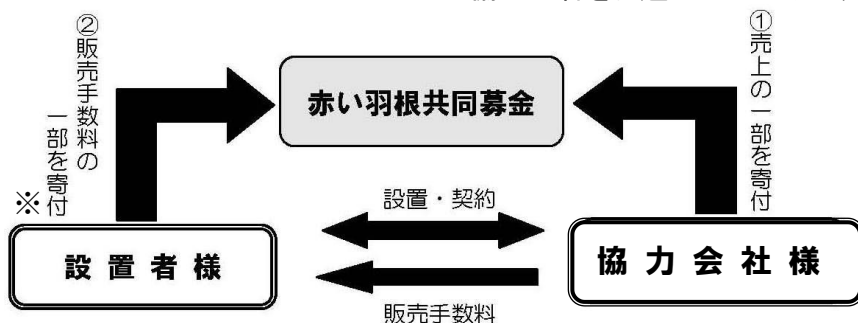 ②販売手数料の
一部を寄付
※
赤い羽根共同募金
①売上の一部を寄付
設置・契約
設置者様
協力会社様
販売手数料